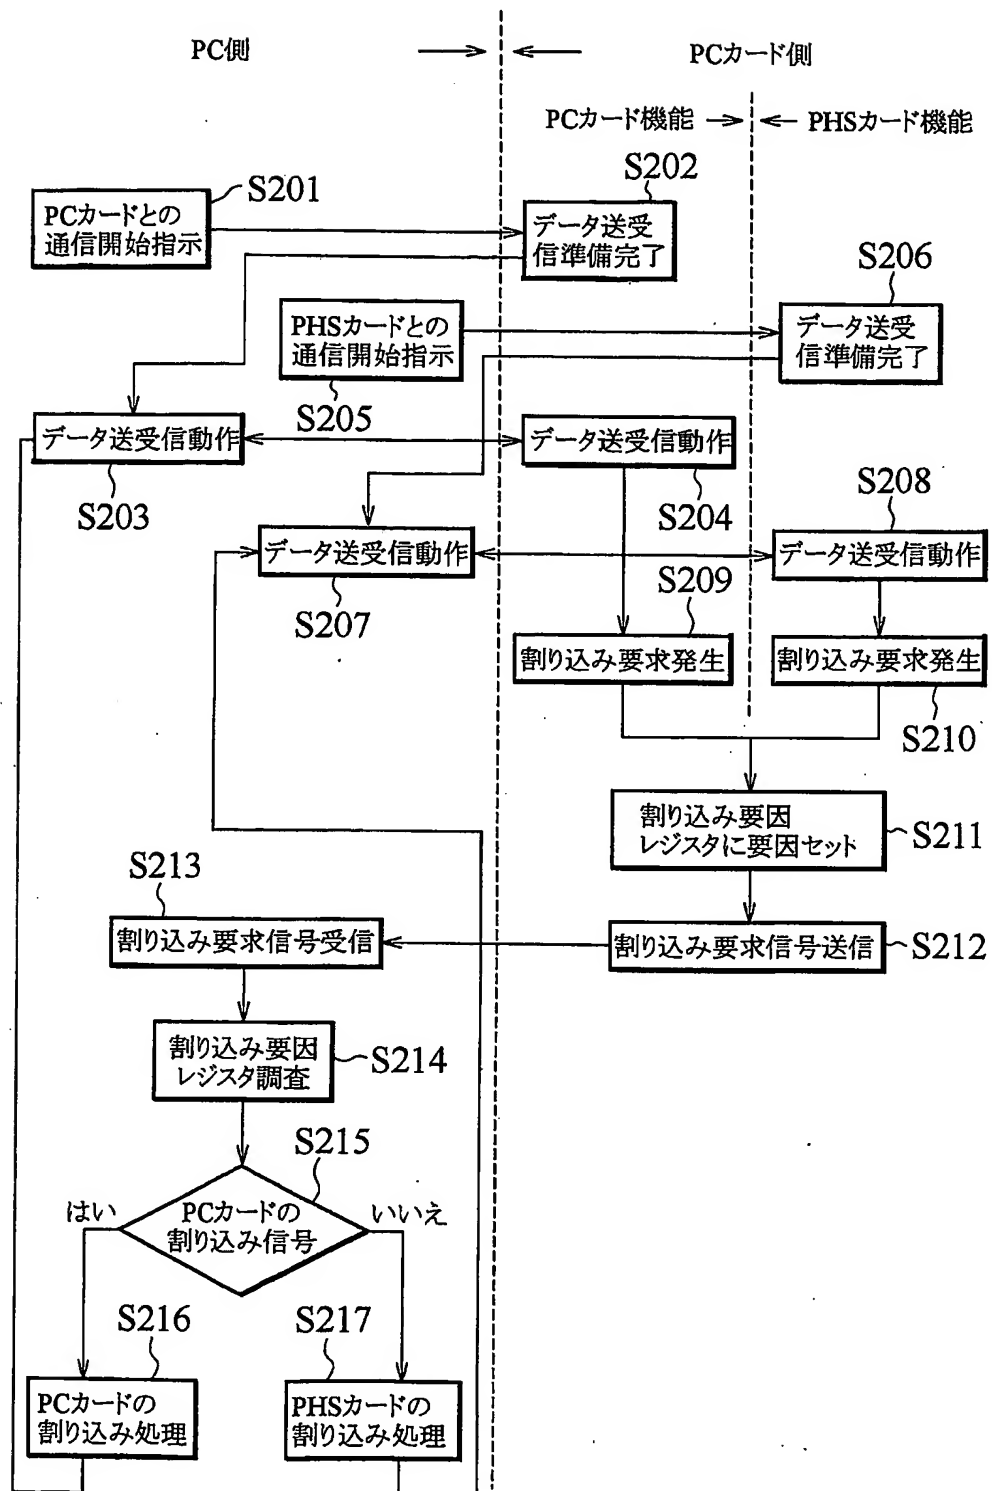 PC側
PCカード側
PCカード機能
PHSカード機能
S201
PCカードとの
通信開始指示
S202
データ送受
信準備完了
S206
データ送受
信準備完了
PHSカードとの
通信開始指示
S205
データ送受信動作
S203
データ送受信動作
S204
S208
データ送受信動作
データ送受信動作
S207
S209
割り込み要求発生
割り込み要求発生
S210
割り込み要因
レジスタに要因セット
S211
S213
割り込み要求信号受信
割り込み要求信号送信
S212
割り込み要因
レジスタ調査
S214
S215
PCカードの
割り込み信号
はい
いいえ
S216
PCカードの
割り込み処理
S217
PHSカードの
割り込み処理